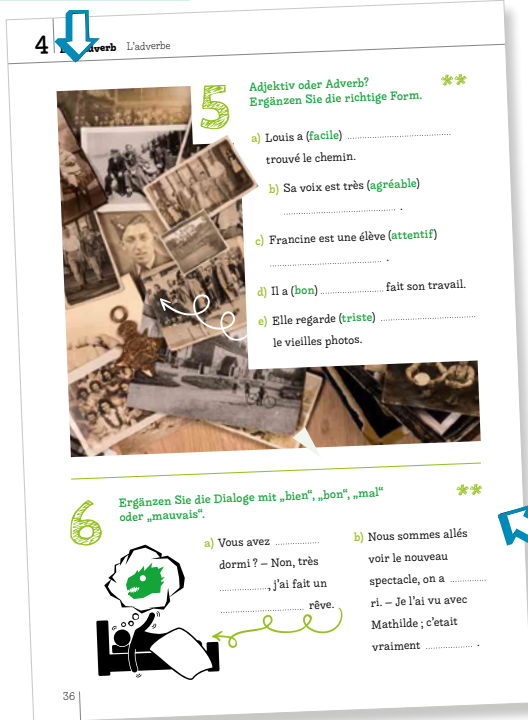 4 dverb L'adverbe
5
Adjektiv oder Adverb?
Ergänzen Sie die richtige Form.
**
a) Louis a (facile) ..............................
trouvé le chemin.
b) Sa voix est très (agréable)
.............................. .
c) Francine est une élève (attentif)
.............................. .
d) Il a (bon) .................... fait son travail.
e) Elle regarde (triste) ..............................
le vieilles photos.
6
Ergänzen Sie die Dialoge mit „bien“, „bon“, „mal“
oder „mauvais“.
**
a) Vous avez ...............
dormi ? – Non, très
..............., j'ai fait un
......................... rêve.
b) Nous sommes allés
voir le nouveau
spectacle, on a ............
ri. – Je l'ai vu avec
Mathilde ; c'etait
vraiment ............... .
36